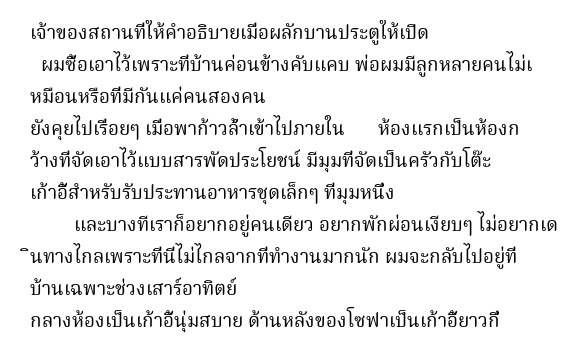 เจ้าของสถานที่ให้คำอธิบายเมื่อผลักบานประตูให้เปิด
ผมซื้อเอาไว้เพราะที่บ้านค่อนข้างคับแคบ พ่อผมมีลูกหลายคนไม่เ
หมือนหรือที่มีกันแค่คนสองคน
ยังคุยไปเรื่อยๆ เมื่อพาก้าวล้ำเข้าไปภายใน ห้องแรกเป็นห้องก
ว้างที่จัดเอาไว้แบบสารพัดประโยชน์ มีมุมที่จัดเป็นครัวกับโต๊ะ
เก้าอี้สำหรับรับประทานอาหารชุดเล็กๆ ที่มุมหนึ่ง
และบางทีเราก็อยากอยู่คนเดียว อยากพักผ่อนเงียบๆ ไม่อยากเด
ินทางไกลเพราะที่นี่ไม่ไกลจากที่ทำงานมากนัก ผมจะกลับไปอยู่ที่
บ้านเฉพาะช่วงเสาร์อาทิตย์
กลางห้องเป็นเก้าอี้นุ่มสบาย ด้านหลังของโซฟาเป็นเก้าอี้ยาวกึ่